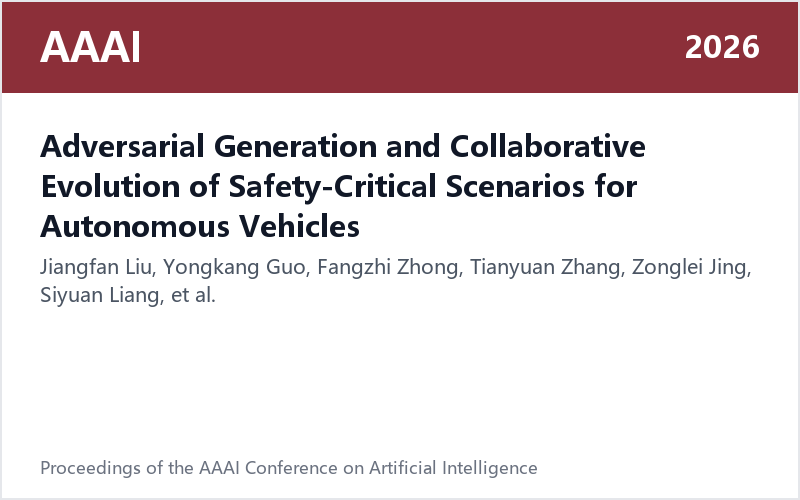 AAAI
2026
Adversarial Generation and Collaborative
Evolution of Safety-Critical Scenarios for
Autonomous Vehicles
Jiangfan Liu, Yongkang Guo, Fangzhi Zhong, Tianyuan Zhang, Zonglei Jing,
Siyuan Liang, et al.
Proceedings of the AAAI Conference on Artificial Intelligence